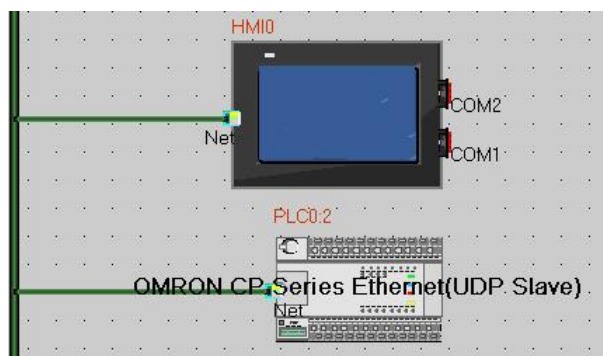 HMI0
COM2
Net
COM1
PLC0:2
OMRON CP Series Ethernet(UDP Slave)
Net